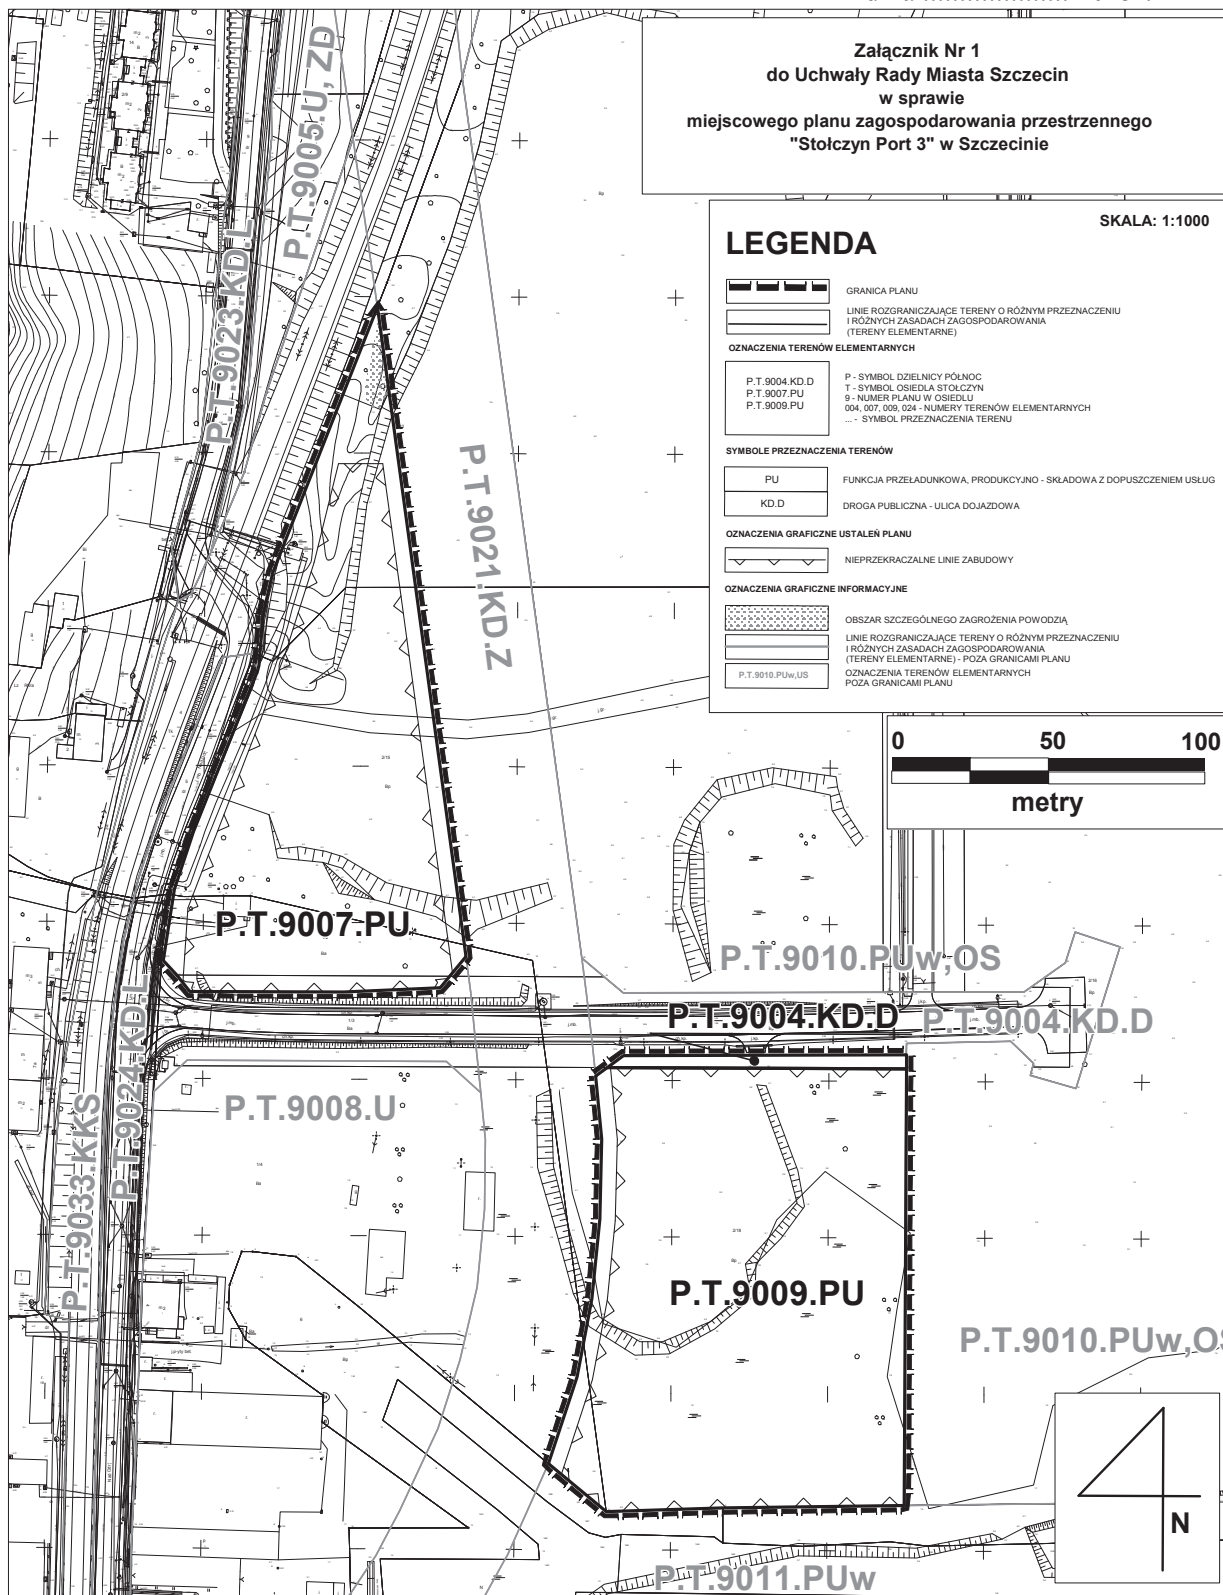 Załącznik Nr 1
do Uchwały Rady Miasta Szczecin
w sprawie
miejscowego planu zagospodarowania przestrzennego
"Stołczyn Port 3" w Szczecinie
SKALA: 1:1000
LEGENDA
GRANICA PLANU
LINIE ROZGRANICZAJĄCE TERENY O RÓŻNYM PRZEZNACZENIU
I RÓŻNYCH ZASADACH ZAGOSPODAROWANIA
(TERENY ELEMENTARNE)
OZNACZENIA TERENÓW ELEMENTARNYCH
P.T.9004.KD.D
P.T.9007.PU
P.T.9009.PU
P - SYMBOL DZIELNICY PÓŁNOC
T - SYMBOL OSIEDLA STOŁCZYN
9 - NUMER PLANU W OSIEDLU
004, 007, 009, 024 - NUMERY TERENÓW ELEMENTARNYCH
... - SYMBOL PRZEZNACZENIA TERENU
SYMBOLE PRZEZNACZENIA TERENÓW
PU FUNKCJA PRZEŁADUNKOWA, PRODUKCYJNO - SKŁADOWA Z DOPUSZCZENIEM USŁUG
KD.D DROGA PUBLICZNA - ULICA DOJAZDOWA
OZNACZENIA GRAFICZNE USTALEŃ PLANU
NIEPRZEKRACZALNE LINIE ZABUDOWY
OZNACZENIA GRAFICZNE INFORMACYJNE
OBSZAR SZCZEGÓLNEGO ZAGROŻENIA POWODZIĄ
LINIE ROZGRANICZAJĄCE TERENY O RÓŻNYM PRZEZNACZENIU
I RÓŻNYCH ZASADACH ZAGOSPODAROWANIA
(TERENY ELEMENTARNE) - POZA GRANICAMI PLANU
P.T.9010.PUw,US
OZNACZENIA TERENÓW ELEMENTARNYCH
POZA GRANICAMI PLANU
0 50 100
metry
P.T.9005.U, ZD
P.T.9023.KD.L
P.T.9021.KD.Z
P.T.9007.PU
P.T.9010.PUw,OS
P.T.9004.KD.D P.T.9004.KD.D
P.T.9024.KD.L
P.T.9033.KKS
P.T.9008.U
P.T.9009.PU
P.T.9010.PUw,OS
P.T.9011.PUw
N